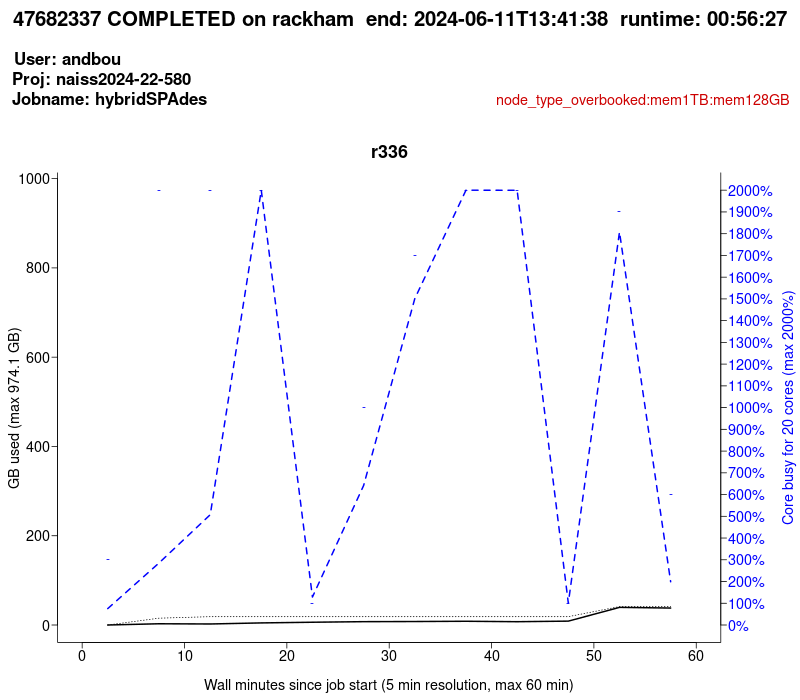 47682337 COMPLETED on rackham  end: 2024-06-11T13:41:38  runtime: 00:56:27
User: andbou
Proj: naiss2024-22-580
Jobname: hybridSPAdes
node_type_overbooked:mem1TB:mem128GB
r336
GB used (max 974.1 GB)
1000
800
600
400
200
0
2000%
1900%
1800%
1700%
1600%
1500%
1400%
1300%
1200%
1100%
1000%
900%
800%
700%
600%
500%
400%
300%
200%
100%
0%
Core busy for 20 cores (max 2000%)
0 10 20 30 40 50 60
Wall minutes since job start (5 min resolution, max 60 min)